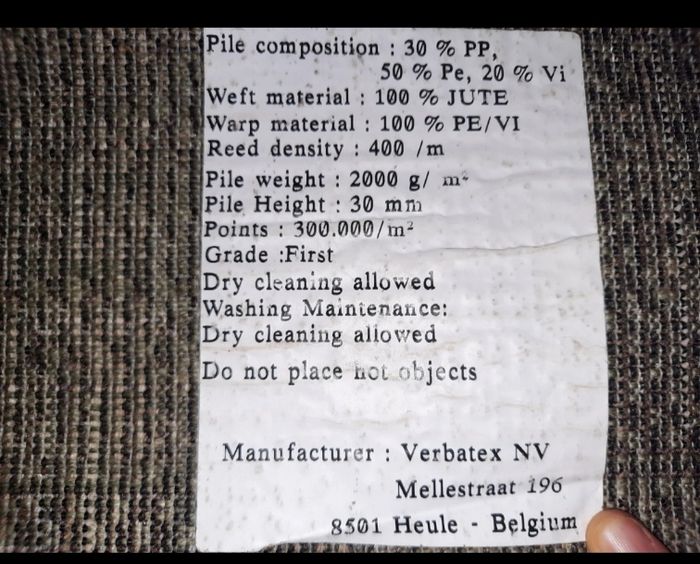 Pile composition : 30 % PP,
50 % Pe, 20 % Vi
Weft material : 100 % JUTE
Warp material : 100 % PE/VI
Reed density : 400 /m
Pile weight : 2000 g/ m²
Pile Height : 30 mm
Points : 300.000/m²
Grade :First
Dry cleaning allowed
Washing Maintenance:
Dry cleaning allowed
Do not place hot objects
Manufacturer : Verbatex NV
Mellestraat 196
8501 Heule - Belgium